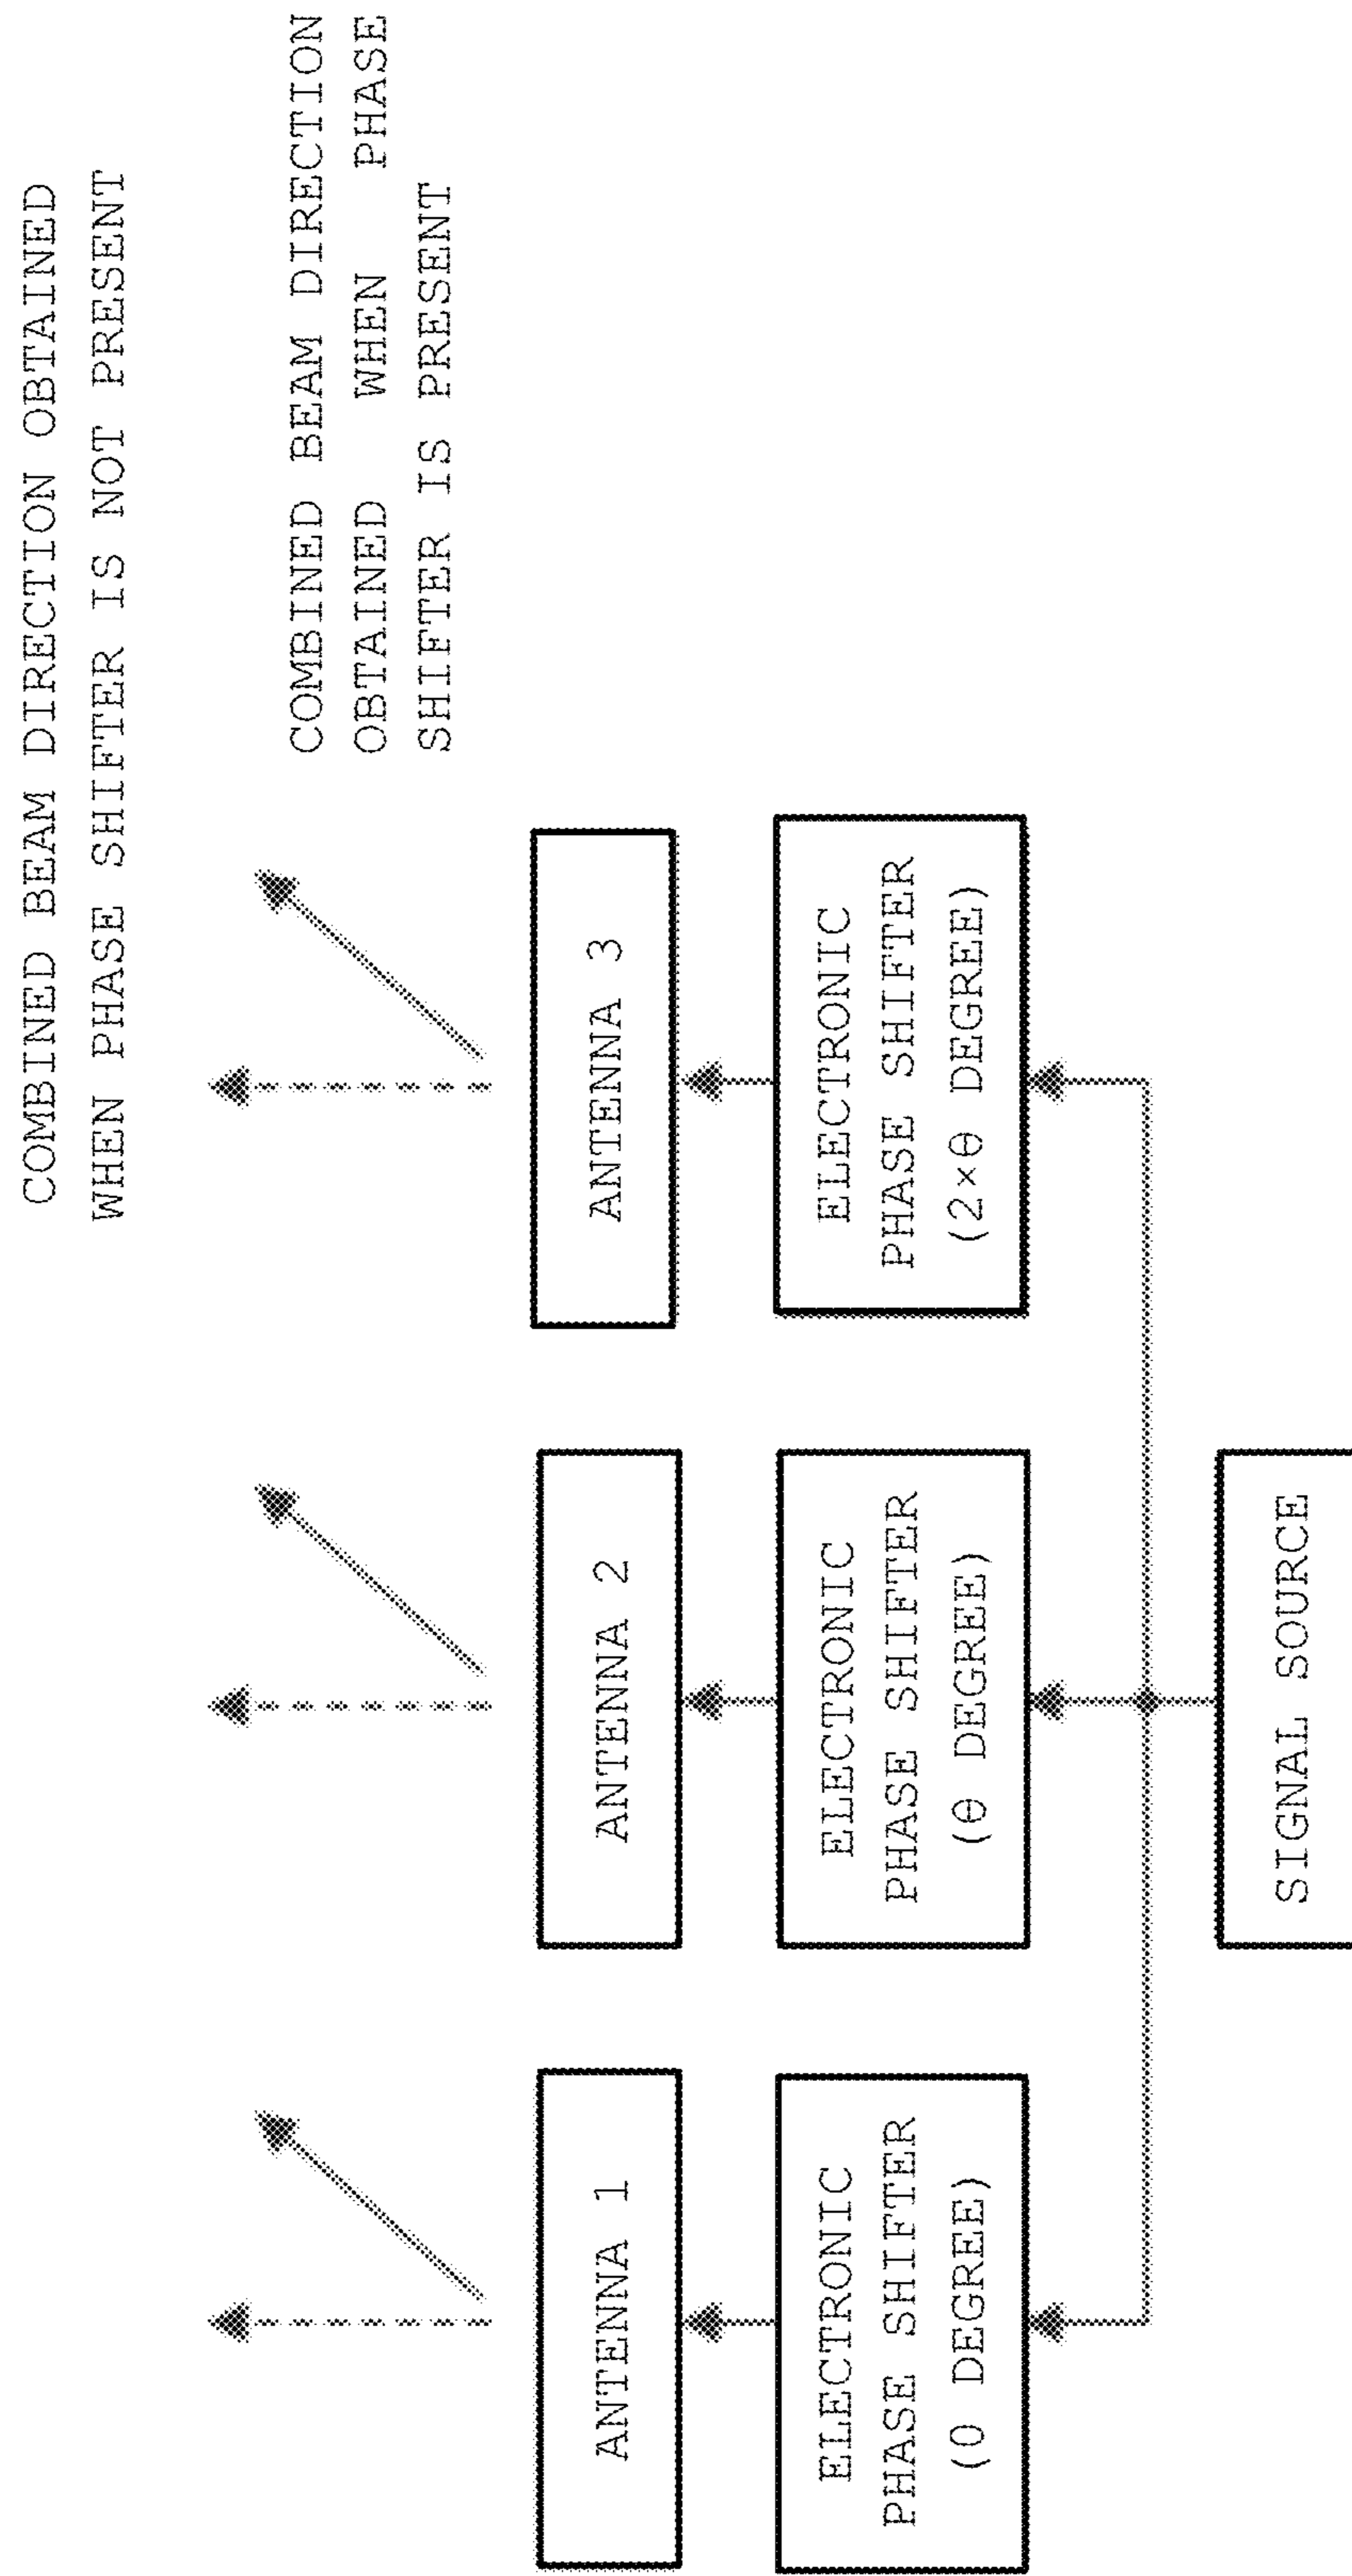 COMBINED BEAM DIRECTION OBTAINED
WHEN PHASE SHIFTER IS NOT PRESENT
COMBINED BEAM DIRECTION
OBTAINED WHEN PHASE
SHIFTER IS PRESENT
ANTENNA 1
ANTENNA 2
ANTENNA 3
ELECTRONIC
PHASE SHIFTER
(0 DEGREE)
ELECTRONIC
PHASE SHIFTER
(θ DEGREE)
ELECTRONIC
PHASE SHIFTER
(2×θ DEGREE)
SIGNAL SOURCE